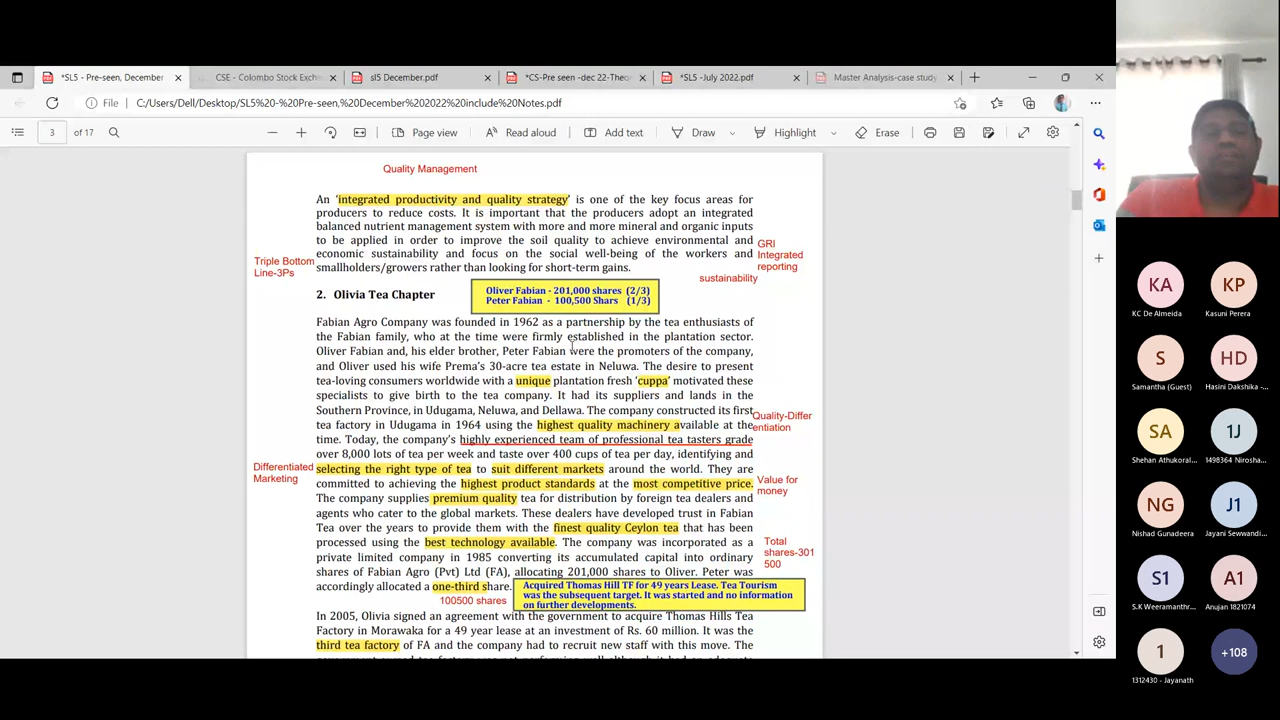 *SL5 - Pre-seen, December
CSE - Colombo Stock Exch
sl5 December.pdf
*CS-Pre seen -dec 22-Theo
*SL5 -July 2022.pdf
Master Analysis-case study
File
C:/Users/Dell/Desktop/SL5%20-%20Pre-seen,%20December%202022%20include%20Notes.pdf
3 of 17
Page view
Read aloud
Add text
Draw
Highlight
Erase
Quality Management
An 'integrated productivity and quality strategy' is one of the key focus areas for
producers to reduce costs. It is important that the producers adopt an integrated
balanced nutrient management system with more and more mineral and organic inputs
to be applied in order to improve the soil quality to achieve environmental and
economic sustainability and focus on the social well-being of the workers and
smallholders/growers rather than looking for short-term gains.
Triple Bottom
Line-3Ps
GRI
Integrated
reporting
sustainability
2. Olivia Tea Chapter
Oliver Fabian - 201,000 shares (2/3)
Peter Fabian - 100,500 Shars (1/3)
Fabian Agro Company was founded in 1962 as a partnership by the tea enthusiasts of
the Fabian family, who at the time were firmly established in the plantation sector.
Oliver Fabian and, his elder brother, Peter Fabian were the promoters of the company,
and Oliver used his wife Prema's 30-acre tea estate in Neluwa. The desire to present
tea-loving consumers worldwide with a unique plantation fresh 'cuppa' motivated these
specialists to give birth to the tea company. It had its suppliers and lands in the
Southern Province, in Udugama, Neluwa, and Dellawa. The company constructed its first
tea factory in Udugama in 1964 using the highest quality machinery available at the
time. Today, the company's highly experienced team of professional tea tasters grade
over 8,000 lots of tea per week and taste over 400 cups of tea per day, identifying and
selecting the right type of tea to suit different markets around the world. They are
committed to achieving the highest product standards at the most competitive price.
The company supplies premium quality tea for distribution by foreign tea dealers and
agents who cater to the global markets. These dealers have developed trust in Fabian
Tea over the years to provide them with the finest quality Ceylon tea that has been
processed using the best technology available. The company was incorporated as a
private limited company in 1985 converting its accumulated capital into ordinary
shares of Fabian Agro (Pvt) Ltd (FA), allocating 201,000 shares to Oliver. Peter was
accordingly allocated a one-third share.
Quality-Differ
entiation
Differentiated
Marketing
Value for
money
Total
shares-301
500
100500 shares
Acquired Thomas Hill TF for 49 years Lease. Tea Tourism
was the subsequent target. It was started and no information
on further developments.
In 2005, Olivia signed an agreement with the government to acquire Thomas Hills Tea
Factory in Morawaka for a 49 year lease at an investment of Rs. 60 million. It was the
third tea factory of FA and the company had to recruit new staff with this move. The
KA
KC De Almeida
KP
Kasuni Perera
S
Samantha (Guest)
HD
Hasini Dakshika -...
SA
Shehan Athukoral...
1J
1498364 Nirosha...
NG
Nishad Gunadeera
J1
Jayani Sewwandi...
S1
S.K Weeramanthr...
A1
Anujan 1821074
1
1312430 - Jayanath
+108